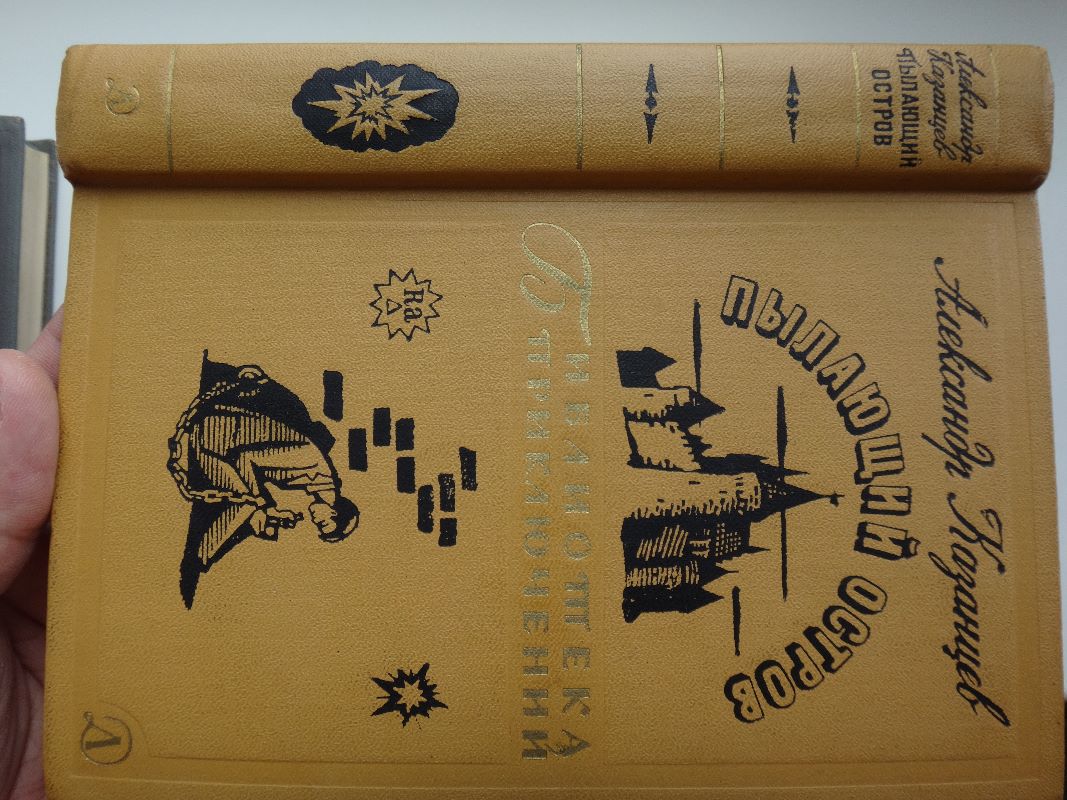 Александр
Казанцев
ПЫЛАЮЩИЙ
ОСТРОВ
Д
Александр Казанцев
ПЫЛАЮЩИЙ ОСТРОВ
БИБЛИОТЕКА
ПРИКЛЮЧЕНИЙ
Ra
Д